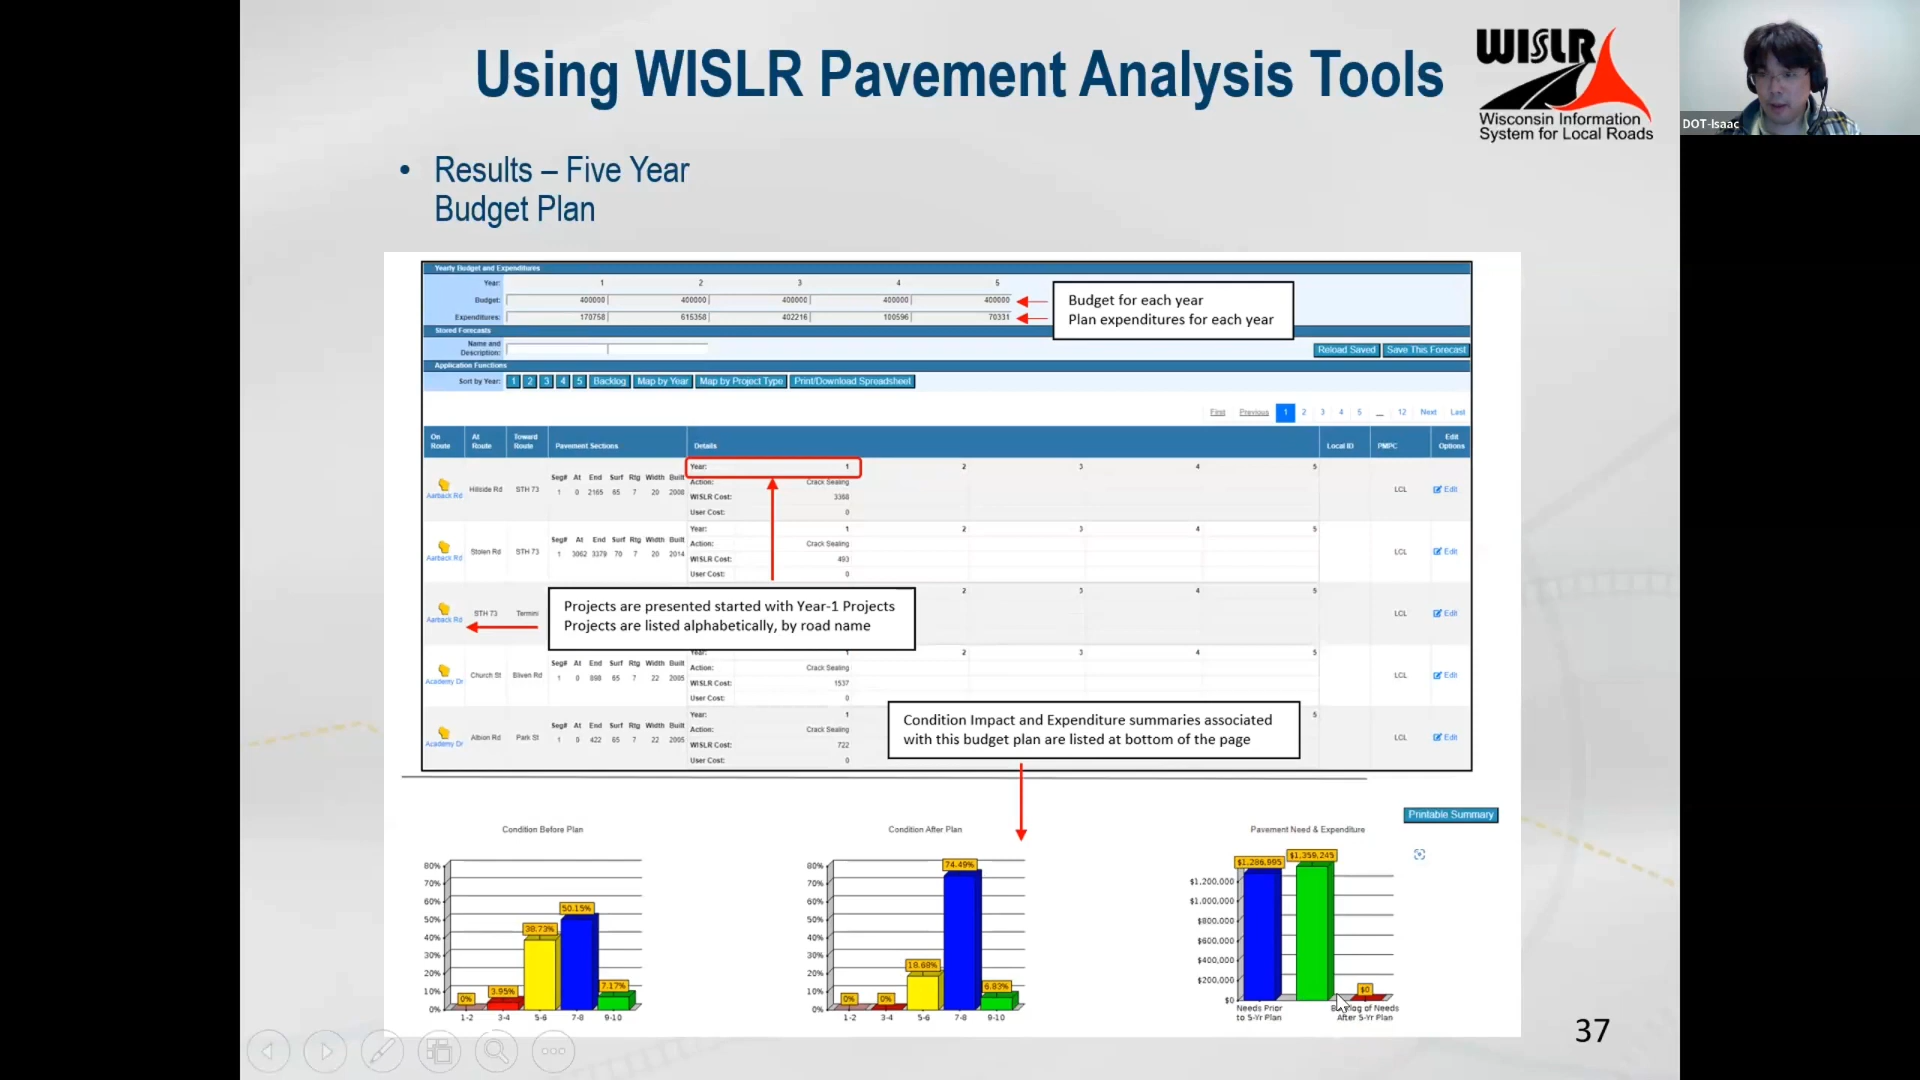 Using WISLR Pavement Analysis Tools
WISLR
Wisconsin Information
System for Local Roads
DOT-Isaac
• Results – Five Year
Budget Plan
Yearly Budget and Expenditures
Year: 1 2 3 4 5
Budget: 400000 400000 400000 400000 400000
Expenditures: 170758 615358 402216 100596 70331
Budget for each year
Plan expenditures for each year
Stored Forecasts
Name and
Description:
Reload Saved Save This Forecast
Application Functions
Sort by Year: 1 2 3 4 5 Backlog Map by Year Map by Project Type Print/Download Spreadsheet
First Previous 1 2 3 4 5 ... 12 Next Last
On Route At Route Toward Route Pavement Sections Details Local ID PMPC Edit Options
Year: 1 2 3 4 5
Seg# At End Surf Rtg Width Built
Action: Crack Sealing
Aarback Rd Hillside Rd STH 73 1 0 2165 65 7 20 2008 LCL Edit
WISLR Cost: 3368
User Cost: 0
Year: 1 2 3 4 5
Seg# At End Surf Rtg Width Built
Action: Crack Sealing
Aarback Rd Stolen Rd STH 73 1 3062 3379 70 7 20 2014 LCL Edit
WISLR Cost: 493
User Cost: 0
2 3 4 5
Aarback Rd STH 73 Termini LCL Edit
Projects are presented started with Year-1 Projects
Projects are listed alphabetically, by road name
Year: 1 2 3 4 5
Seg# At End Surf Rtg Width Built
Action: Crack Sealing
Academy Dr Church St Bliven Rd 1 0 898 65 7 22 2005 LCL Edit
WISLR Cost: 1537
User Cost: 0
Year: 1 5
Seg# At End Surf Rtg Width Built
Action: Crack Sealing
Academy Dr Albion Rd Park St 1 0 422 65 7 22 2005 LCL Edit
WISLR Cost: 722
User Cost: 0
Condition Impact and Expenditure summaries associated
with this budget plan are listed at bottom of the page
Printable Summary
Condition Before Plan
80%
70%
60%
50%
40%
30%
20%
10%
0%
0% 3.95% 38.73% 50.15% 7.17%
1-2 3-4 5-6 7-8 9-10
Condition After Plan
80%
70%
60%
50%
40%
30%
20%
10%
0%
0% 0% 18.68% 74.49% 6.83%
1-2 3-4 5-6 7-8 9-10
Pavement Need & Expenditure
$1,286,995 $1,359,245 $0
$1,200,000
$1,000,000
$800,000
$600,000
$400,000
$200,000
$0
Needs Prior
to 5-Yr Plan
of Needs
After 5-Yr Plan
37